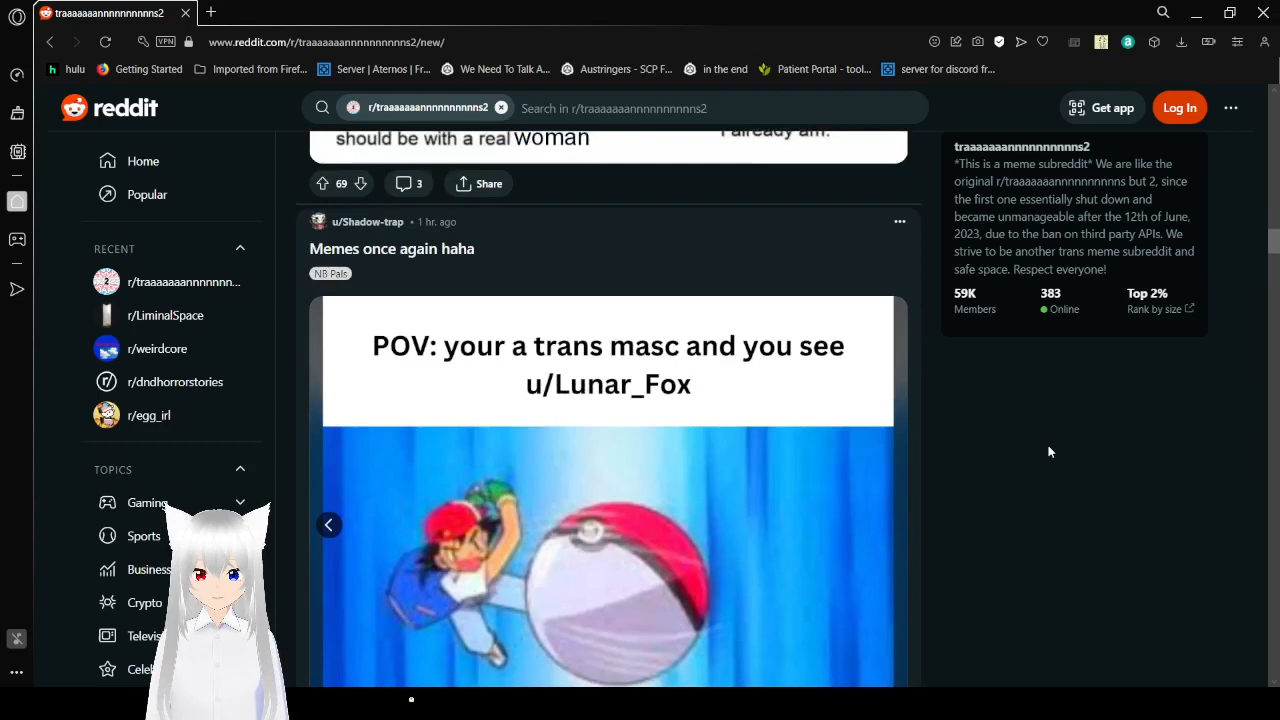 traaaaaaannnnnnnnnns2
VPN
www.reddit.com/r/traaaaaaannnnnnnnnns2/new/
hulu
Getting Started
Imported from Firef...
Server | Aternos | Fr...
We Need To Talk A...
Austringers - SCP F...
in the end
Patient Portal - tool...
server for discord fr...
reddit
r/traaaaaaannnnnnnnnns2
Search in r/traaaaaaannnnnnnnnns2
Get app
Log In
Home
Popular
RECENT
r/traaaaaaannnnnnn...
r/LiminalSpace
r/weirdcore
r/dndhorrorstories
r/egg_irl
TOPICS
Gaming
Sports
Business
Crypto
Televis
Celeb
should be with a real woman
I already am!
69
3
Share
u/Shadow-trap • 1 hr. ago
Memes once again haha
NB Pals
POV: your a trans masc and you see
u/Lunar_Fox
traaaaaaannnnnnnnnns2
*This is a meme subreddit* We are like the
original r/traaaaaaannnnnnnnnns but 2, since
the first one essentially shut down and
became unmanageable after the 12th of June,
2023, due to the ban on third party APIs. We
strive to be another trans meme subreddit and
safe space. Respect everyone!
59K
Members
383
Online
Top 2%
Rank by size